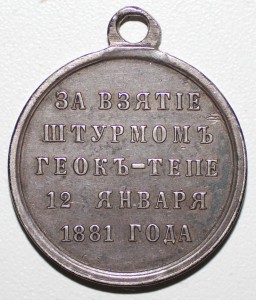 ЗА ВЗЯТІЕ
ШТУРМОМЪ
ГЕОКЪ-ТЕПЕ
12 ЯНВАРЯ
1881 ГОДА